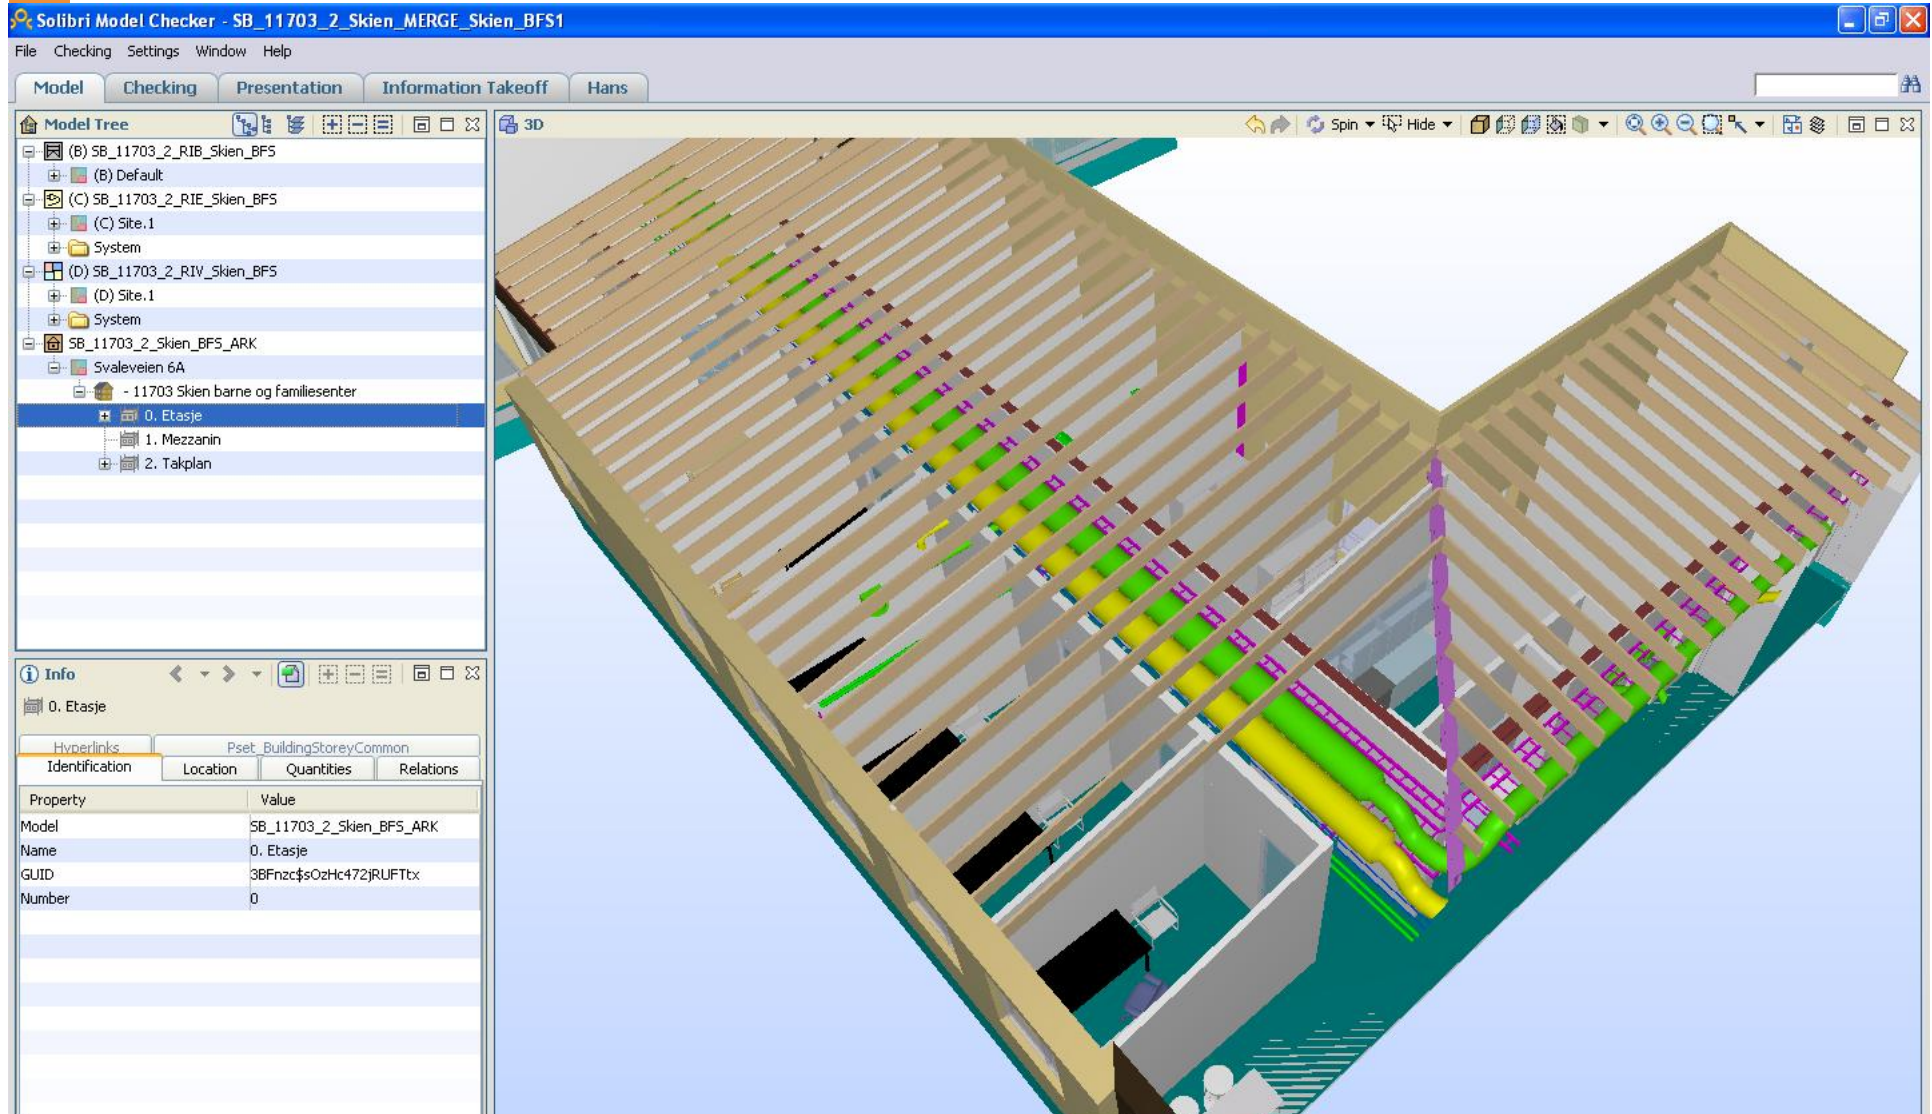 Solibri Model Checker - SB_11703_2_Skien_MERGE_Skien_BFS1
File Checking Settings Window Help
Model Checking Presentation Information Takeoff Hans
Model Tree
(B) SB_11703_2_RIB_Skien_BFS
(B) Default
(C) SB_11703_2_RIE_Skien_BFS
(C) Site.1
System
(D) SB_11703_2_RIV_Skien_BFS
(D) Site.1
System
SB_11703_2_Skien_BFS_ARK
Svaleveien 6A
- 11703 Skien barne og familiesenter
0. Etasje
1. Mezzanin
2. Takplan
3D Spin Hide
Info
0. Etasje
Hyperlinks Pset_BuildingStoreyCommon
Identification Location Quantities Relations
Property Value
Model SB_11703_2_Skien_BFS_ARK
Name 0. Etasje
GUID 3BFnzc$sOzHc472jRUFTtx
Number 0